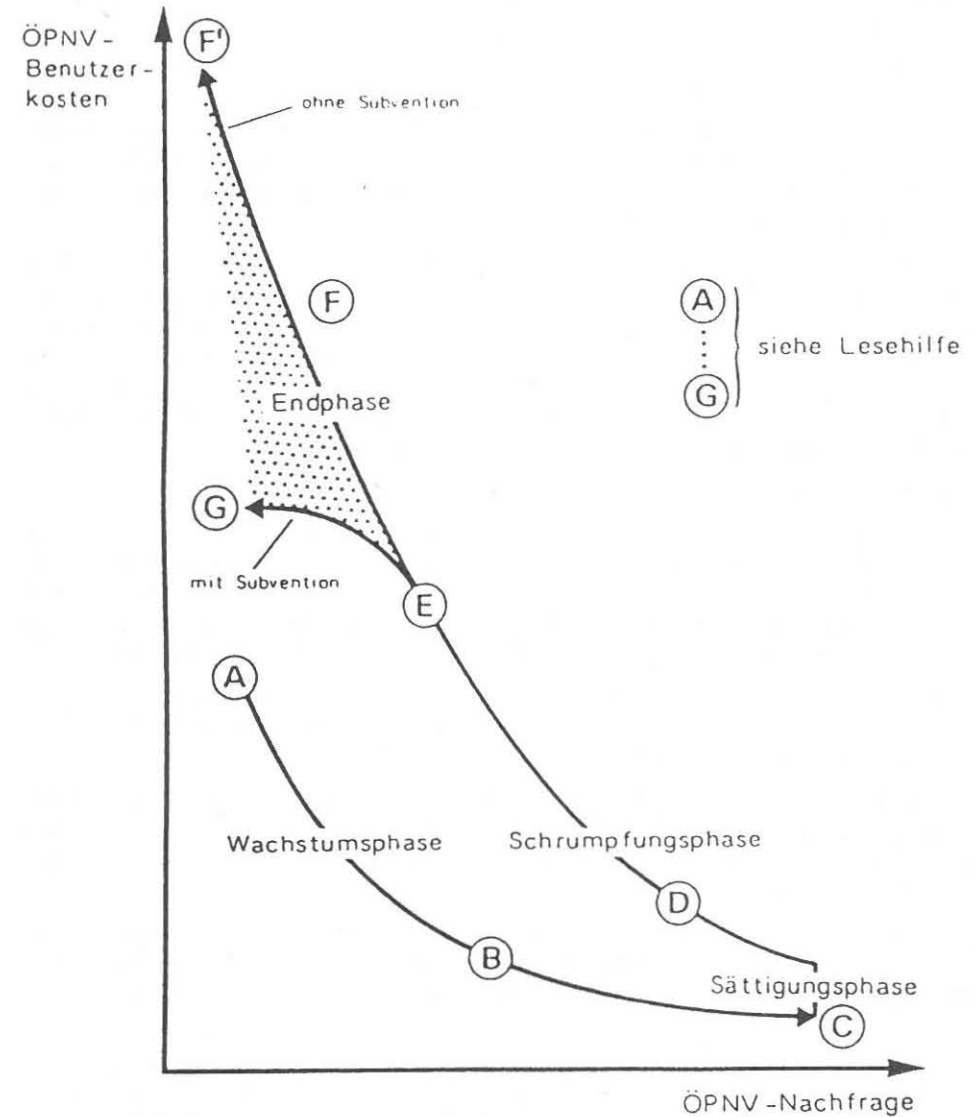 ÖPNV-
Benutzer-
kosten
F'
ohne Subvention
F
A
G
siehe Lesehilfe
Endphase
G
mit Subvention
E
A
Wachstumsphase
Schrumpfungsphase
D
B
Sättigungsphase
C
ÖPNV-Nachfrage